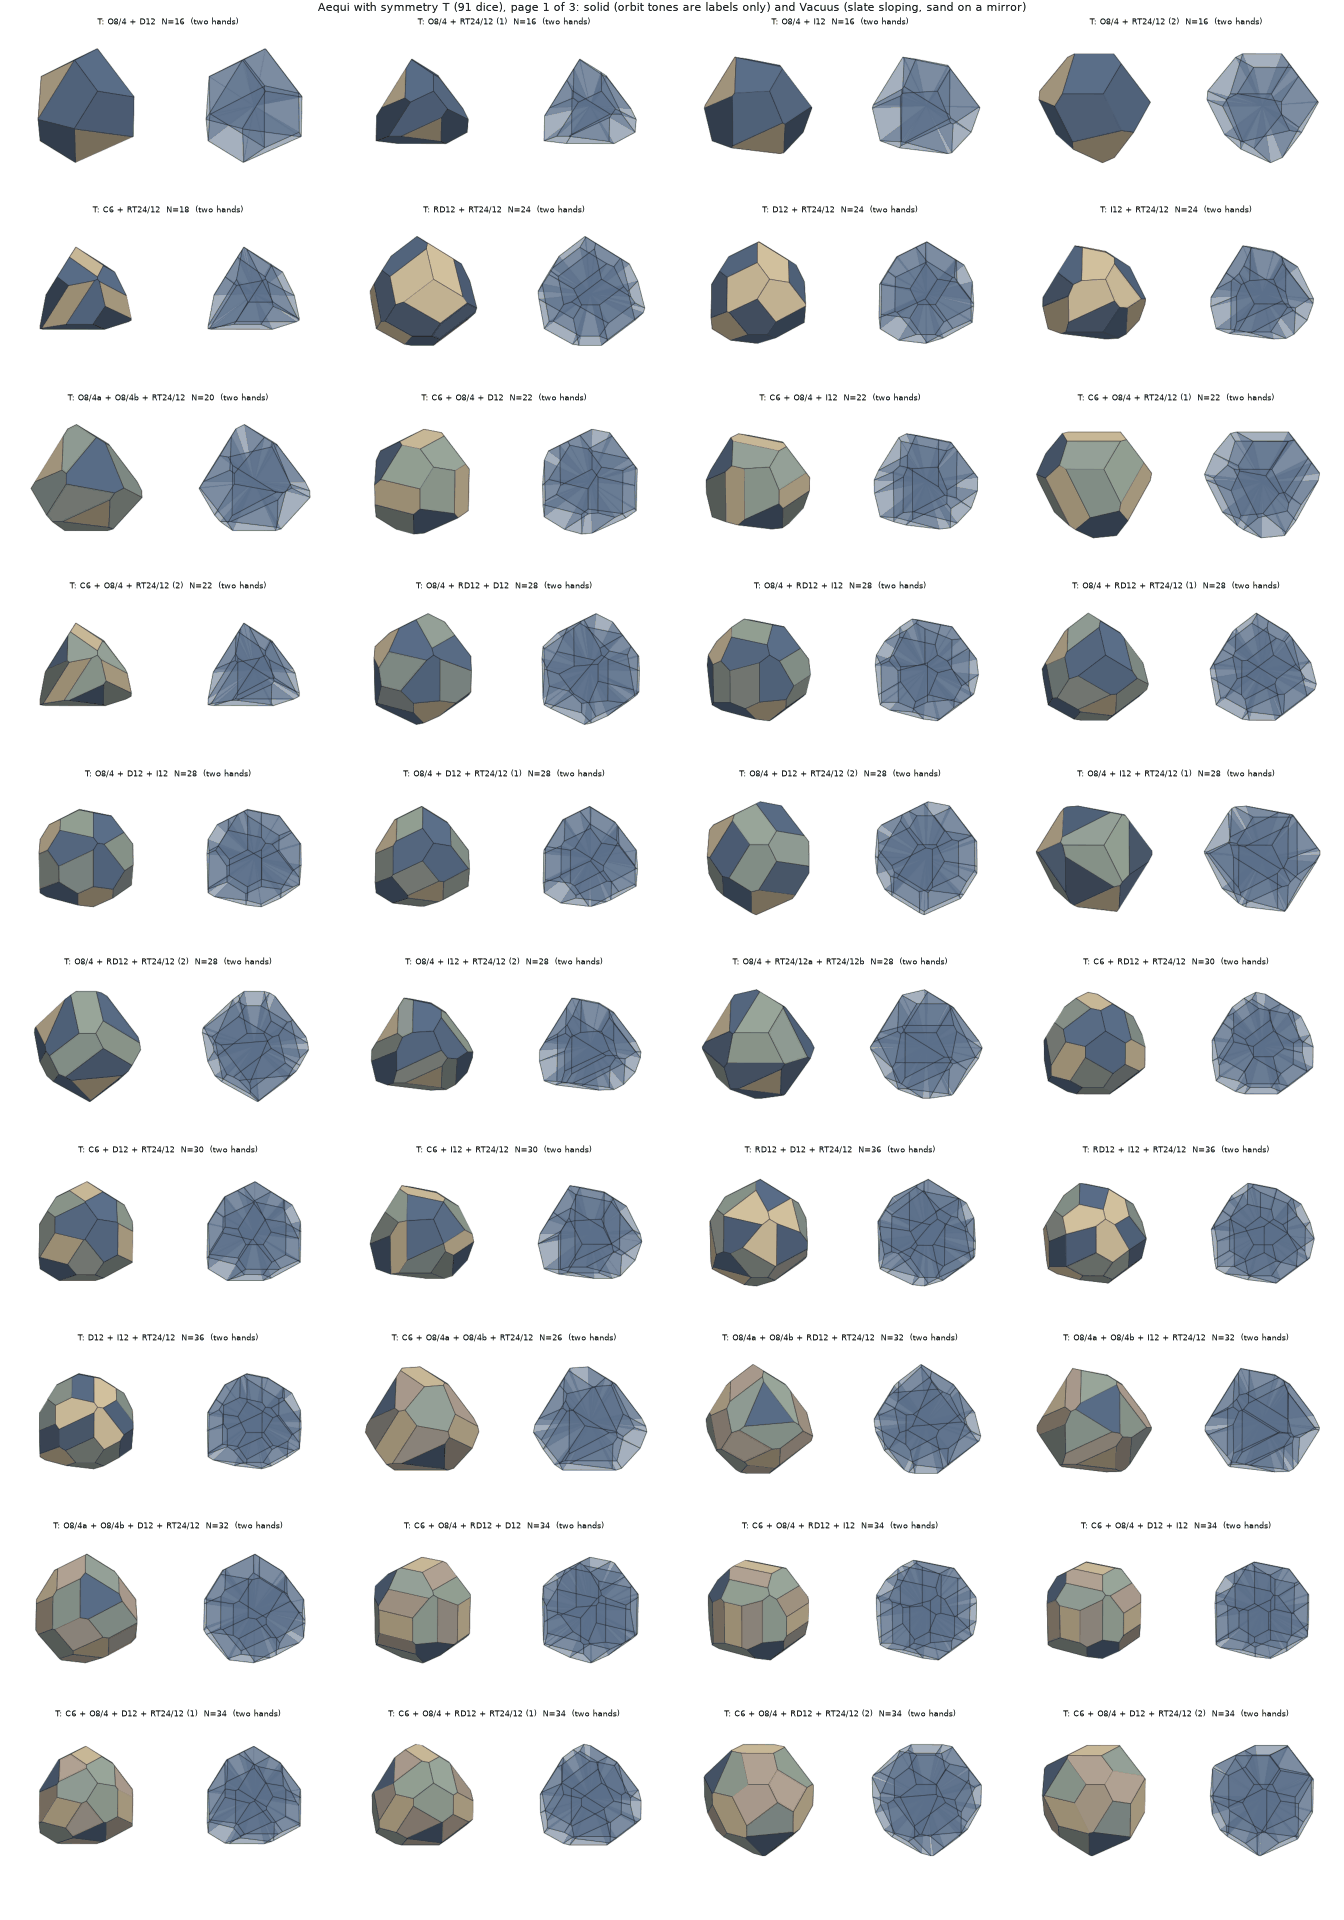 Aequi with symmetry T (91 dice), page 1 of 3: solid (orbit tones are labels only) and Vacuus (slate sloping, sand on a mirror)
T: O8/4 + D12 N=16 (two hands)
T: O8/4 + RT24/12 (1) N=16 (two hands)
T: O8/4 + I12 N=16 (two hands)
T: O8/4 + RT24/12 (2) N=16 (two hands)
T: C6 + RT24/12 N=18 (two hands)
T: RD12 + RT24/12 N=24 (two hands)
T: D12 + RT24/12 N=24 (two hands)
T: I12 + RT24/12 N=24 (two hands)
T: O8/4a + O8/4b + RT24/12 N=20 (two hands)
T: C6 + O8/4 + D12 N=22 (two hands)
T: C6 + O8/4 + I12 N=22 (two hands)
T: C6 + O8/4 + RT24/12 (1) N=22 (two hands)
T: C6 + O8/4 + RT24/12 (2) N=22 (two hands)
T: O8/4 + RD12 + D12 N=28 (two hands)
T: O8/4 + RD12 + I12 N=28 (two hands)
T: O8/4 + RD12 + RT24/12 (1) N=28 (two hands)
T: O8/4 + D12 + I12 N=28 (two hands)
T: O8/4 + D12 + RT24/12 (1) N=28 (two hands)
T: O8/4 + D12 + RT24/12 (2) N=28 (two hands)
T: O8/4 + I12 + RT24/12 (1) N=28 (two hands)
T: O8/4 + RD12 + RT24/12 (2) N=28 (two hands)
T: O8/4 + I12 + RT24/12 (2) N=28 (two hands)
T: O8/4 + RT24/12a + RT24/12b N=28 (two hands)
T: C6 + RD12 + RT24/12 N=30 (two hands)
T: C6 + D12 + RT24/12 N=30 (two hands)
T: C6 + I12 + RT24/12 N=30 (two hands)
T: RD12 + D12 + RT24/12 N=36 (two hands)
T: RD12 + I12 + RT24/12 N=36 (two hands)
T: D12 + I12 + RT24/12 N=36 (two hands)
T: C6 + O8/4a + O8/4b + RT24/12 N=26 (two hands)
T: O8/4a + O8/4b + RD12 + RT24/12 N=32 (two hands)
T: O8/4a + O8/4b + I12 + RT24/12 N=32 (two hands)
T: O8/4a + O8/4b + D12 + RT24/12 N=32 (two hands)
T: C6 + O8/4 + RD12 + D12 N=34 (two hands)
T: C6 + O8/4 + RD12 + I12 N=34 (two hands)
T: C6 + O8/4 + D12 + I12 N=34 (two hands)
T: C6 + O8/4 + D12 + RT24/12 (1) N=34 (two hands)
T: C6 + O8/4 + RD12 + RT24/12 (1) N=34 (two hands)
T: C6 + O8/4 + RD12 + RT24/12 (2) N=34 (two hands)
T: C6 + O8/4 + D12 + RT24/12 (2) N=34 (two hands)